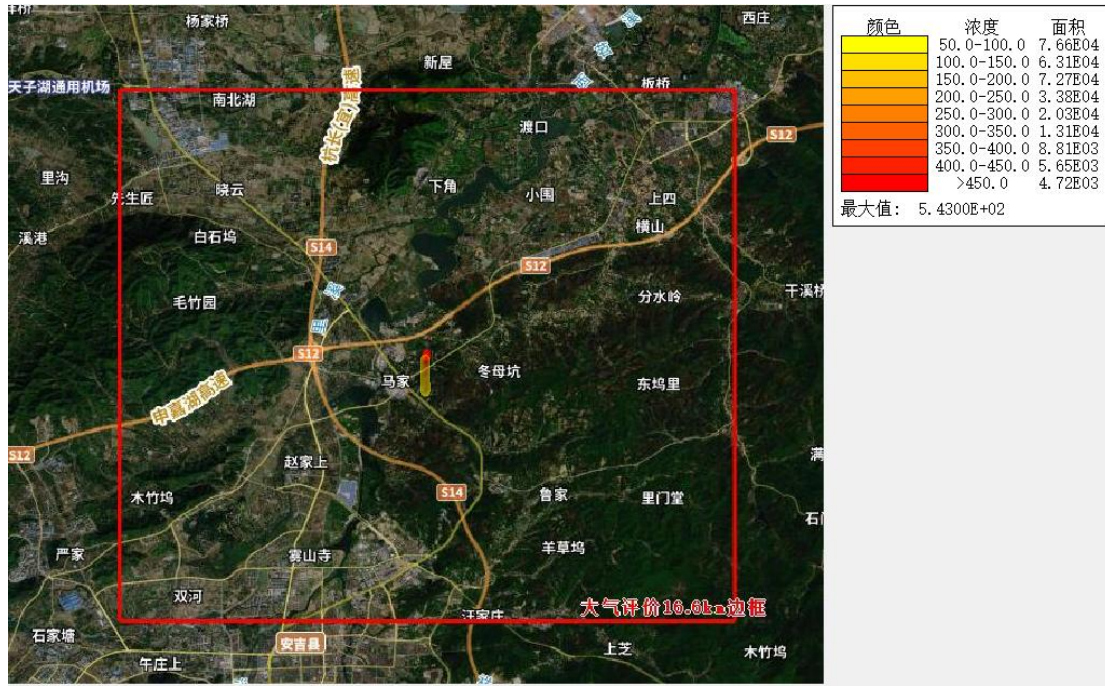 杨家桥
西庄
新屋
板桥
天子湖通用机场
南北湖
杭长(宜)高速
渡口
S12
里沟
先生匠
晓云
下角
小围
上四
溪港
白石坞
S14
横山
S12
毛竹园
分水岭
干溪桥
里
溪
S12
马家
冬母坑
东坞里
申嘉湖高速
S12
赵家上
满
木竹坞
S14
鲁家
里门堂
石门
严家
雾山寺
羊草坞
双河
汪家庄
大气评价16.6km边框
石家塘
安吉县
上芝
午庄上
木竹坞
颜色 浓度 面积
50.0-100.0 7.66E04
100.0-150.0 6.31E04
150.0-200.0 7.27E04
200.0-250.0 3.38E04
250.0-300.0 2.03E04
300.0-350.0 1.31E04
350.0-400.0 8.81E03
400.0-450.0 5.65E03
>450.0 4.72E03
最大值: 5.4300E+02